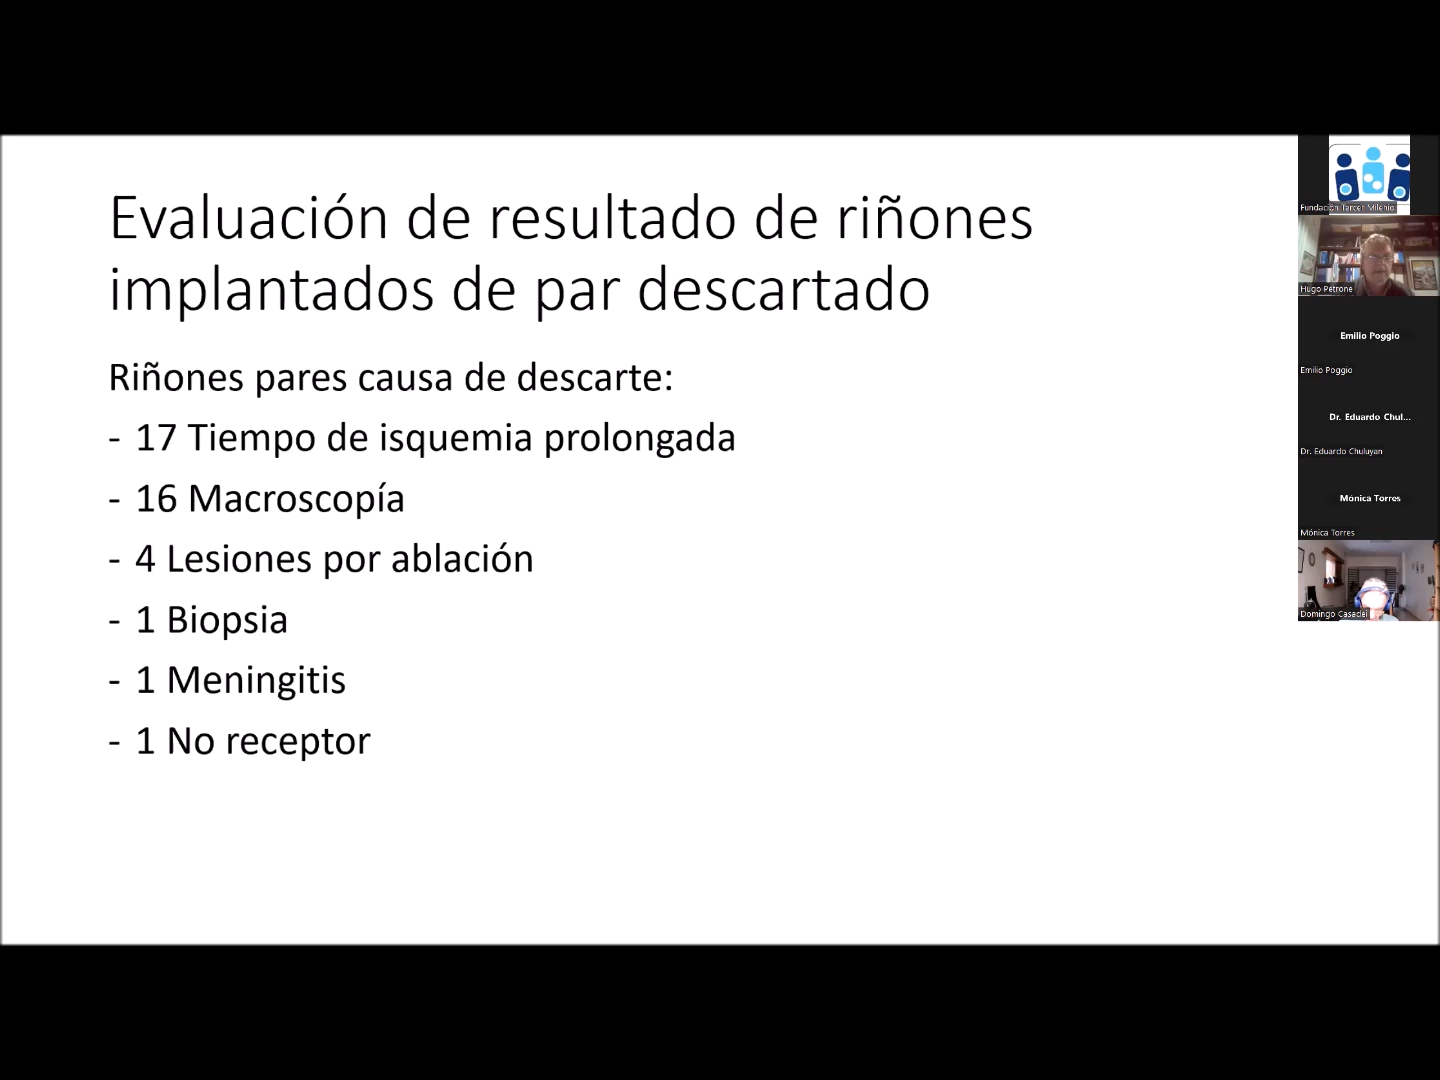 Evaluación de resultado de riñones
implantados de par descartado
Riñones pares causa de descarte:
- 17 Tiempo de isquemia prolongada
- 16 Macroscopía
- 4 Lesiones por ablación
- 1 Biopsia
- 1 Meningitis
- 1 No receptor
Fundación Tercer Milenio
Hugo Petrone
Emilio Poggio
Emilio Poggio
Dr. Eduardo Chul...
Dr. Eduardo Chuluyan
Mónica Torres
Mónica Torres
Domingo Casadei